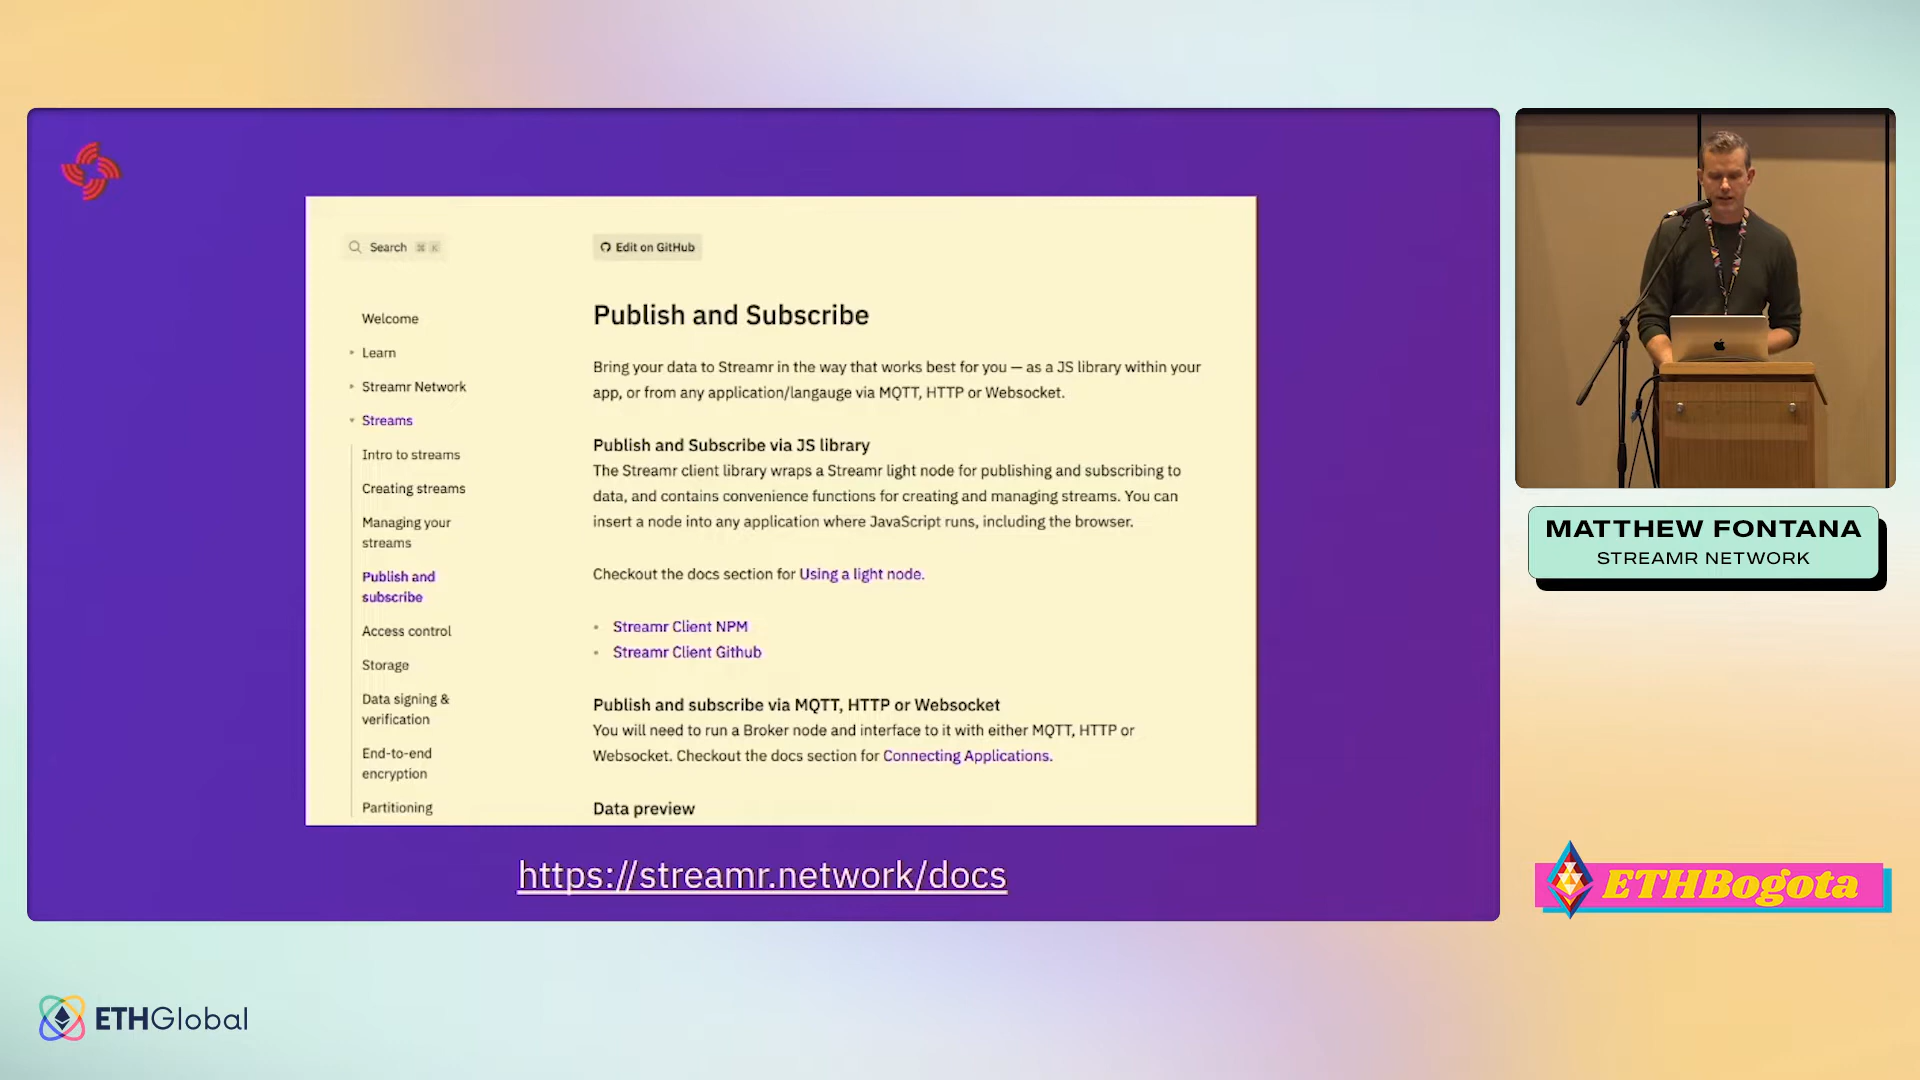 Search ⌘ K
Edit on GitHub
Welcome
Learn
Streamr Network
Streams
Intro to streams
Creating streams
Managing your
streams
Publish and
subscribe
Access control
Storage
Data signing &
verification
End-to-end
encryption
Partitioning
Publish and Subscribe
Bring your data to Streamr in the way that works best for you — as a JS library within your
app, or from any application/langauge via MQTT, HTTP or Websocket.
Publish and Subscribe via JS library
The Streamr client library wraps a Streamr light node for publishing and subscribing to
data, and contains convenience functions for creating and managing streams. You can
insert a node into any application where JavaScript runs, including the browser.
Checkout the docs section for Using a light node.
Streamr Client NPM
Streamr Client Github
Publish and subscribe via MQTT, HTTP or Websocket
You will need to run a Broker node and interface to it with either MQTT, HTTP or
Websocket. Checkout the docs section for Connecting Applications.
Data preview
https://streamr.network/docs
MATTHEW FONTANA
STREAMR NETWORK
ETHBogota
ETHGlobal